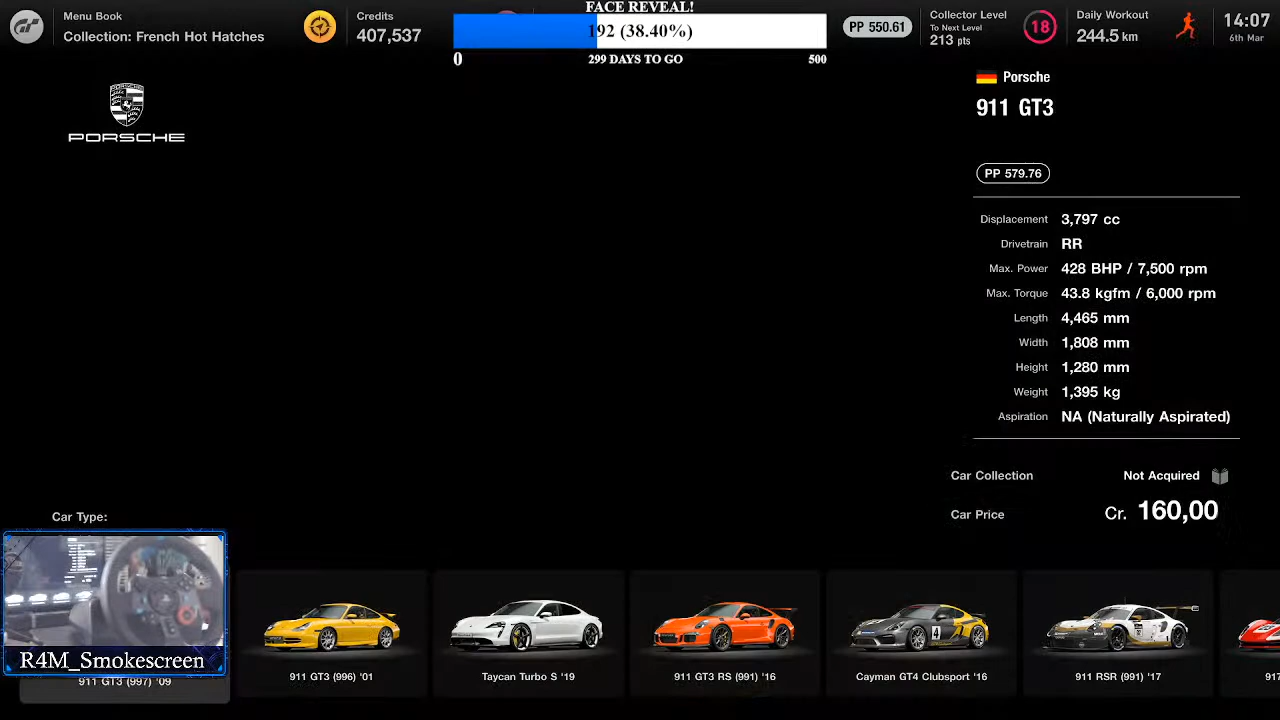 Menu Book
Collection: French Hot Hatches
Credits
407,537
FACE REVEAL!
192 (38.40%)
0
299 DAYS TO GO
500
PP 550.61
Collector Level
To Next Level
213 pts
18
Daily Workout
244.5 km
14:07
6th Mar
PORSCHE
Porsche
911 GT3
PP 579.76
Displacement 3,797 cc
Drivetrain RR
Max. Power 428 BHP / 7,500 rpm
Max. Torque 43.8 kgfm / 6,000 rpm
Length 4,465 mm
Width 1,808 mm
Height 1,280 mm
Weight 1,395 kg
Aspiration NA (Naturally Aspirated)
Car Collection Not Acquired
Car Price Cr. 160,00
Car Type:
R4M_Smokescreen
911 GT3 (997) '09
911 GT3 (996) '01
Taycan Turbo S '19
911 GT3 RS (991) '16
Cayman GT4 Clubsport '16
911 RSR (991) '17
917